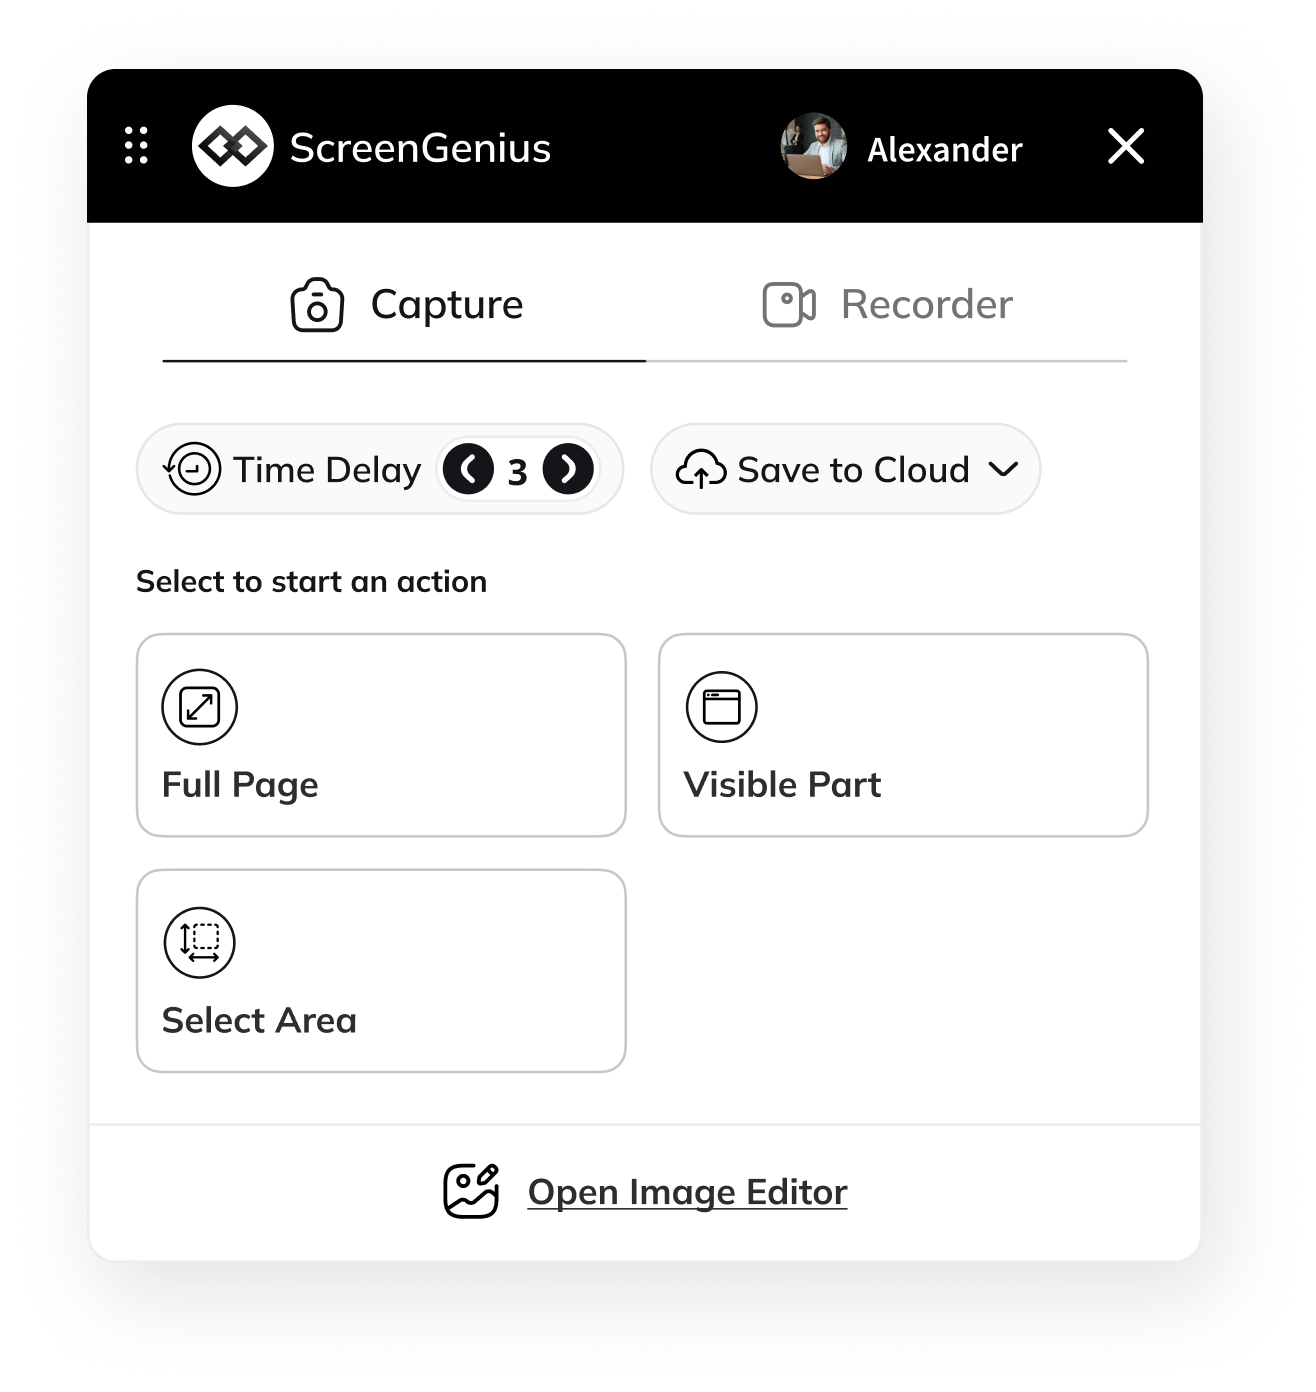 ScreenGenius
Alexander
Capture
Recorder
Time Delay
3
Save to Cloud
Select to start an action
Full Page
Visible Part
Select Area
Open Image Editor